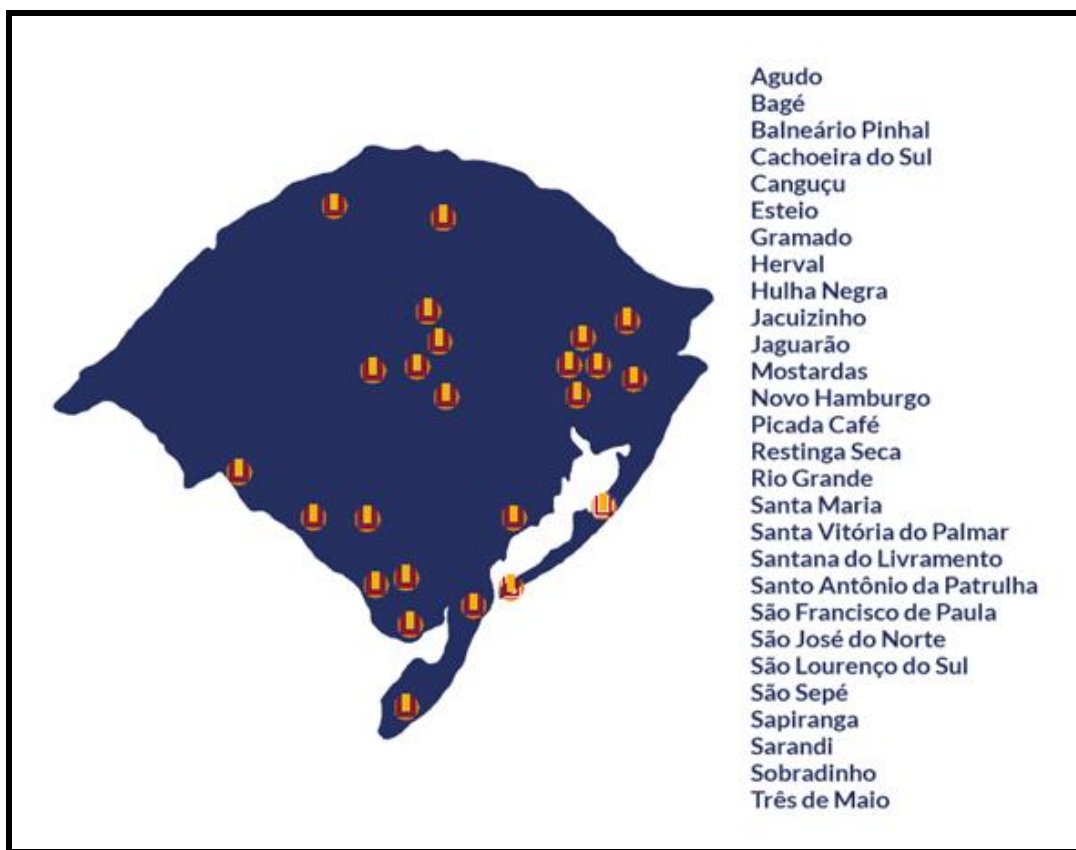 Agudo
Bagé
Balneário Pinhal
Cachoeira do Sul
Canguçu
Esteio
Gramado
Herval
Hulha Negra
Jacuizinho
Jaguarão
Mostardas
Novo Hamburgo
Picada Café
Restinga Seca
Rio Grande
Santa Maria
Santa Vitória do Palmar
Santana do Livramento
Santo Antônio da Patrulha
São Francisco de Paula
São José do Norte
São Lourenço do Sul
São Sepé
Sapiranga
Sarandi
Sobradinho
Três de Maio